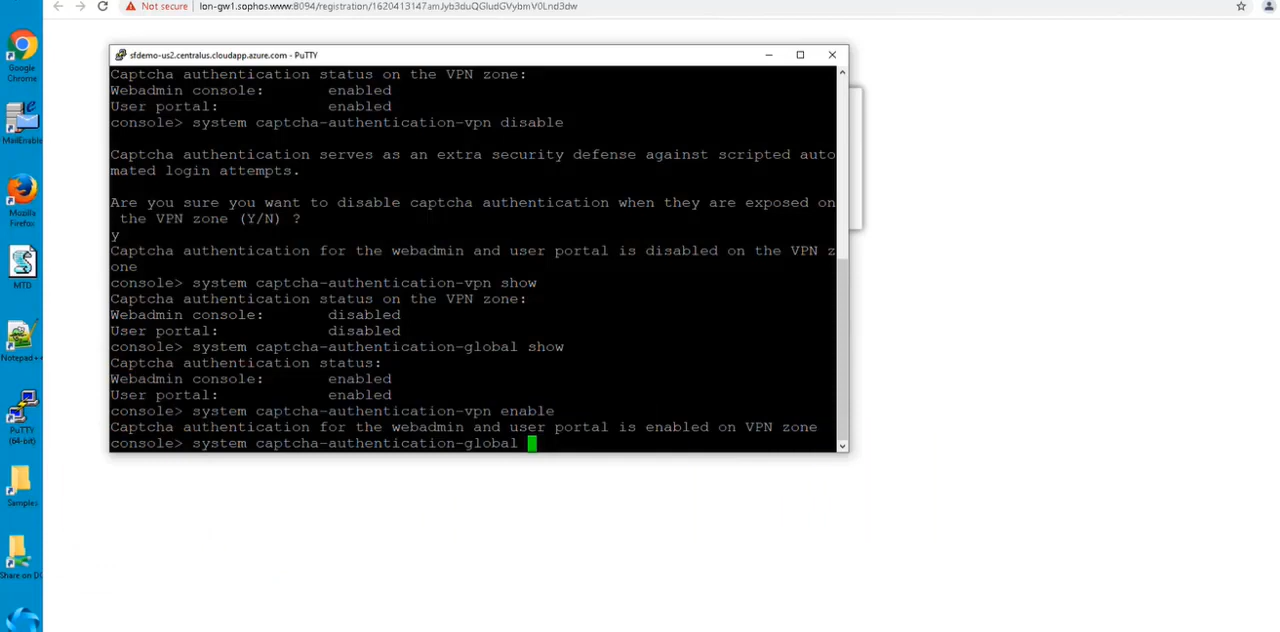 Not secure
lon-gw1.sophos.www:8094/registration/1620413147amJyb3duQGludGVybmV0Lnd3dw
sfdemo-us2.centralus.cloudapp.azure.com - PuTTY
Captcha authentication status on the VPN zone:
Webadmin console: enabled
User portal: enabled
console> system captcha-authentication-vpn disable
Captcha authentication serves as an extra security defense against scripted auto
mated login attempts.
Are you sure you want to disable captcha authentication when they are exposed on
the VPN zone (Y/N) ?
y
Captcha authentication for the webadmin and user portal is disabled on the VPN z
one
console> system captcha-authentication-vpn show
Captcha authentication status on the VPN zone:
Webadmin console: disabled
User portal: disabled
console> system captcha-authentication-global show
Captcha authentication status:
Webadmin console: enabled
User portal: enabled
console> system captcha-authentication-vpn enable
Captcha authentication for the webadmin and user portal is enabled on VPN zone
console> system captcha-authentication-global
Google
Chrome
MailEnable
Mozilla
Firefox
MTD
Notepad++
PuTTY
(64-bit)
Samples
Share on DC